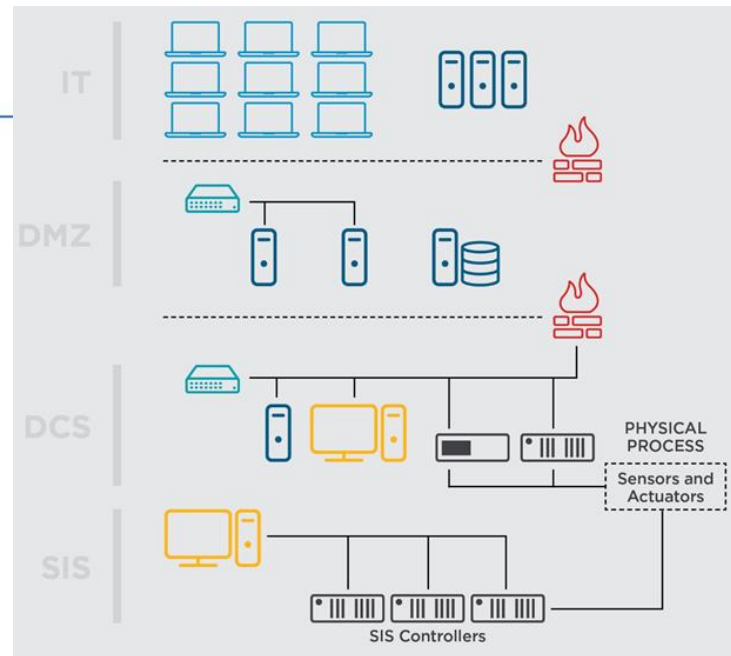 IT
DMZ
DCS
PHYSICAL
PROCESS
Sensors and
Actuators
SIS
SIS Controllers